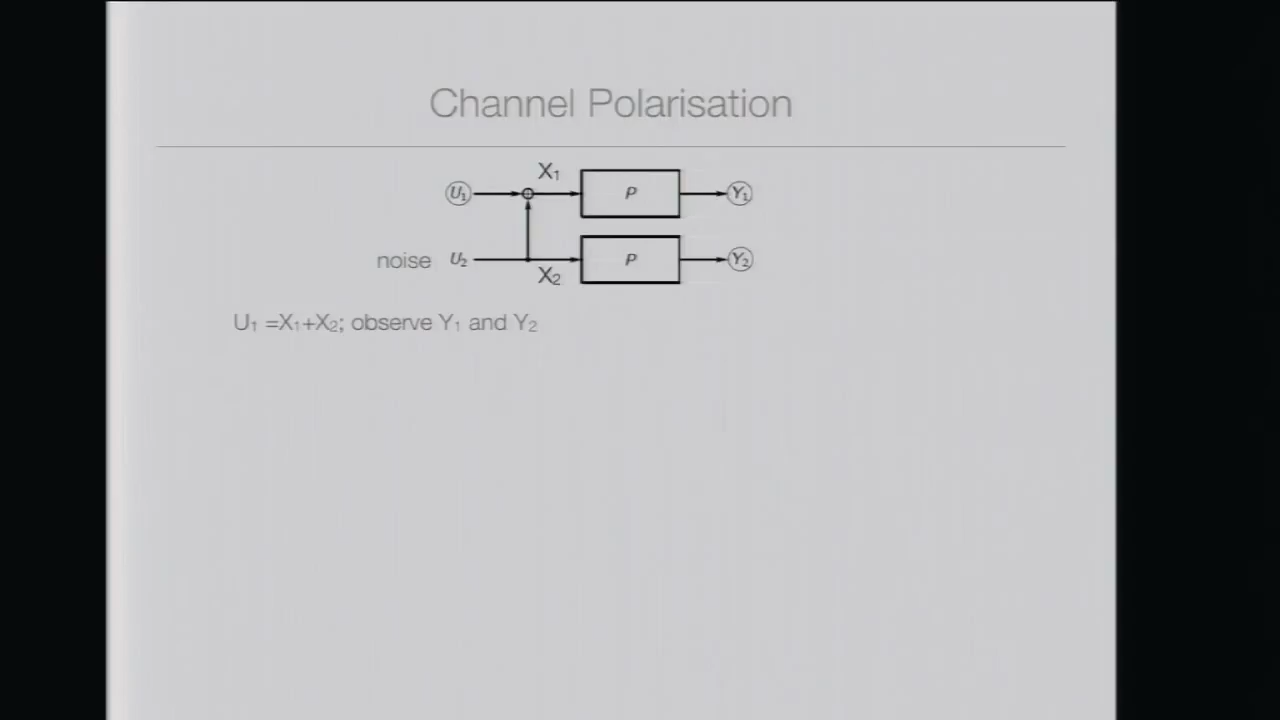 Channel Polarisation
X₁
U₁ P Y₁
noise U₂ P Y₂
X₂
U₁ =X₁+X₂; observe Y₁ and Y₂